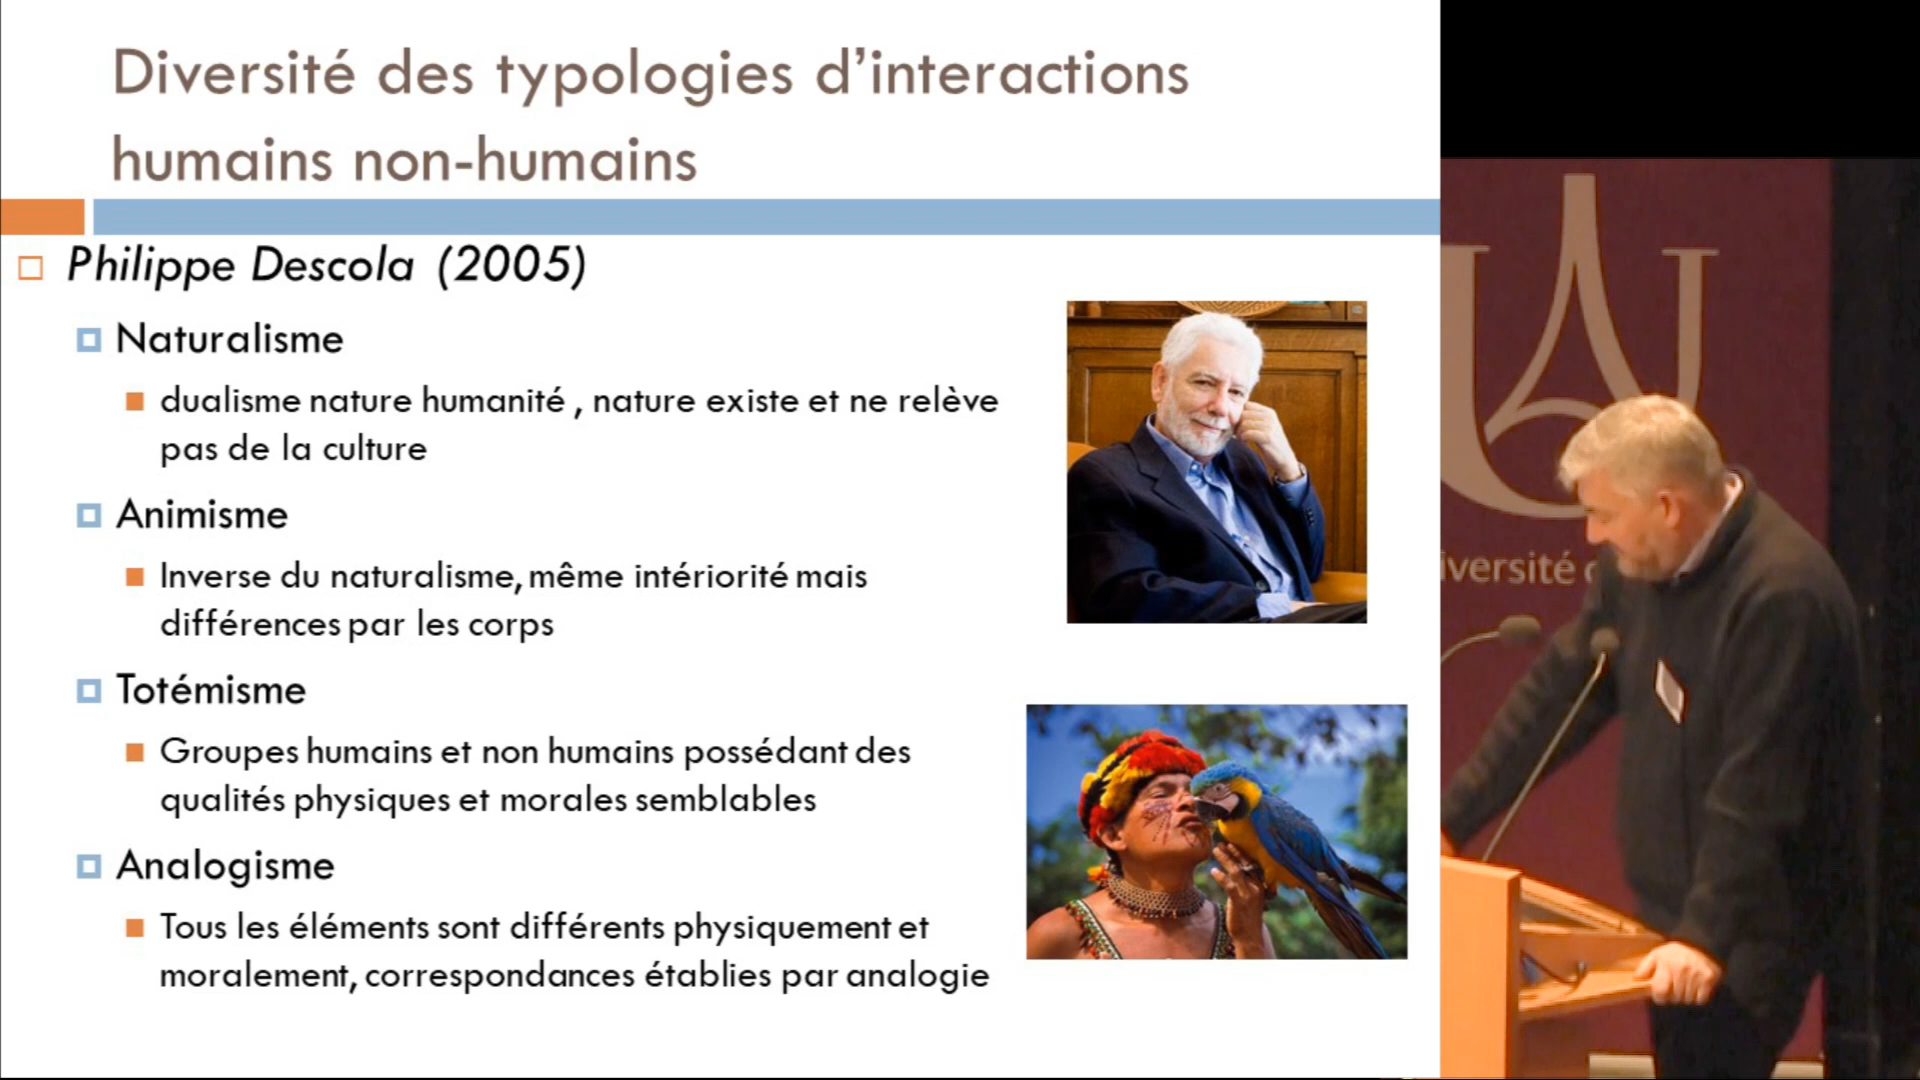 Diversité des typologies d’interactions
humains non-humains
Philippe Descola (2005)
Naturalisme
dualisme nature humanité , nature existe et ne relève
pas de la culture
Animisme
Inverse du naturalisme, même intériorité mais
différences par les corps
Totémisme
Groupes humains et non humains possédant des
qualités physiques et morales semblables
Analogisme
Tous les éléments sont différents physiquement et
moralement, correspondances établies par analogie
iversité